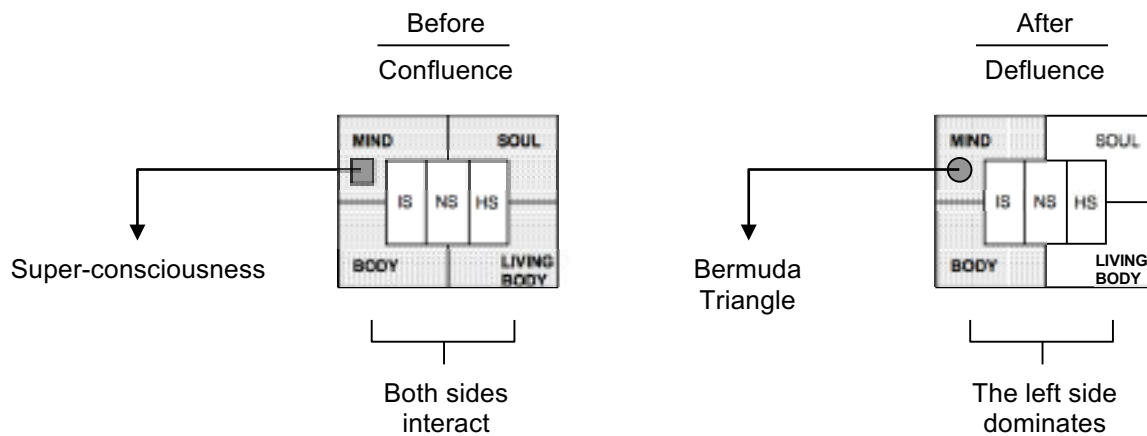 Before
Confluence
MIND
SOUL
IS
NS
HS
BODY
LIVING
BODY
Super-consciousness
Both sides
interact
After
Defluence
MIND
SOUL
IS
NS
HS
BODY
LIVING
BODY
Bermuda
Triangle
The left side
dominates